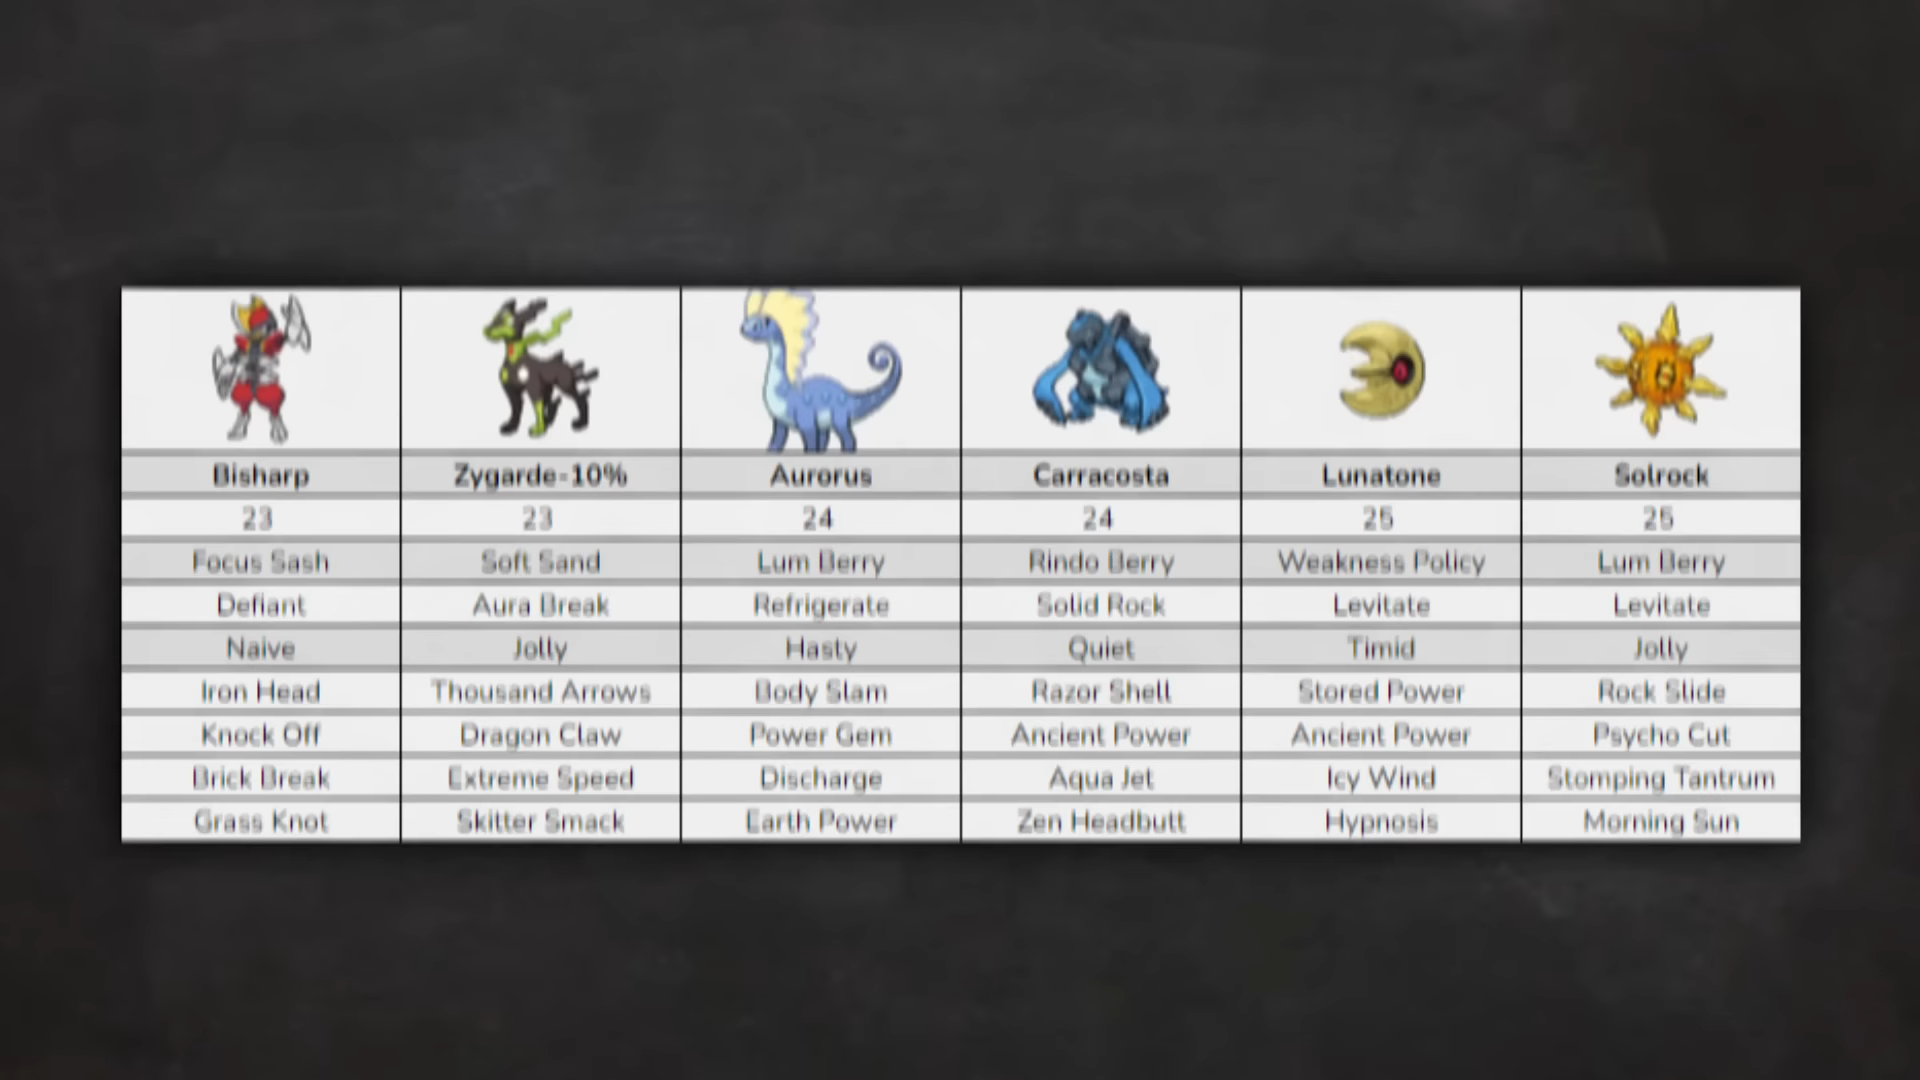 Bisharp Zygarde-10% Aurorus Carracosta Lunatone Solrock
23 23 24 24 25 25
Focus Sash Soft Sand Lum Berry Rindo Berry Weakness Policy Lum Berry
Defiant Aura Break Refrigerate Solid Rock Levitate Levitate
Naive Jolly Hasty Quiet Timid Jolly
Iron Head Thousand Arrows Body Slam Razor Shell Stored Power Rock Slide
Knock Off Dragon Claw Power Gem Ancient Power Ancient Power Psycho Cut
Brick Break Extreme Speed Discharge Aqua Jet Icy Wind Stomping Tantrum
Grass Knot Skitter Smack Earth Power Zen Headbutt Hypnosis Morning Sun